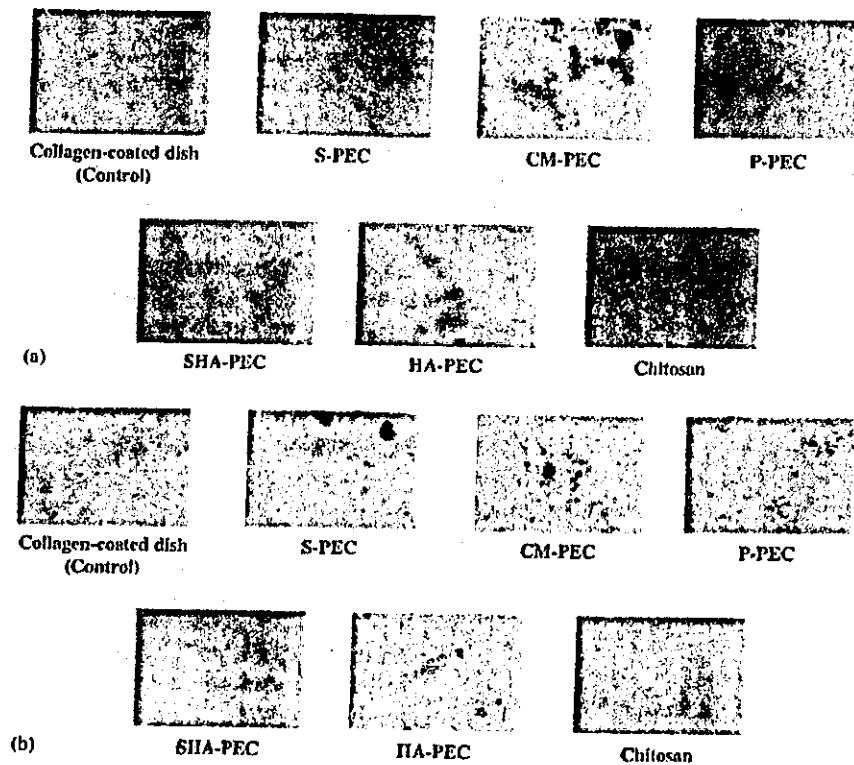 Collagen-coated dish
(Control)
S-PEC
CM-PEC
P-PEC
SHA-PEC
HA-PEC
Chitosan
(a)
Collagen-coated dish
(Control)
S-PEC
CM-PEC
P-PEC
SHA-PEC
HA-PEC
Chitosan
(b)